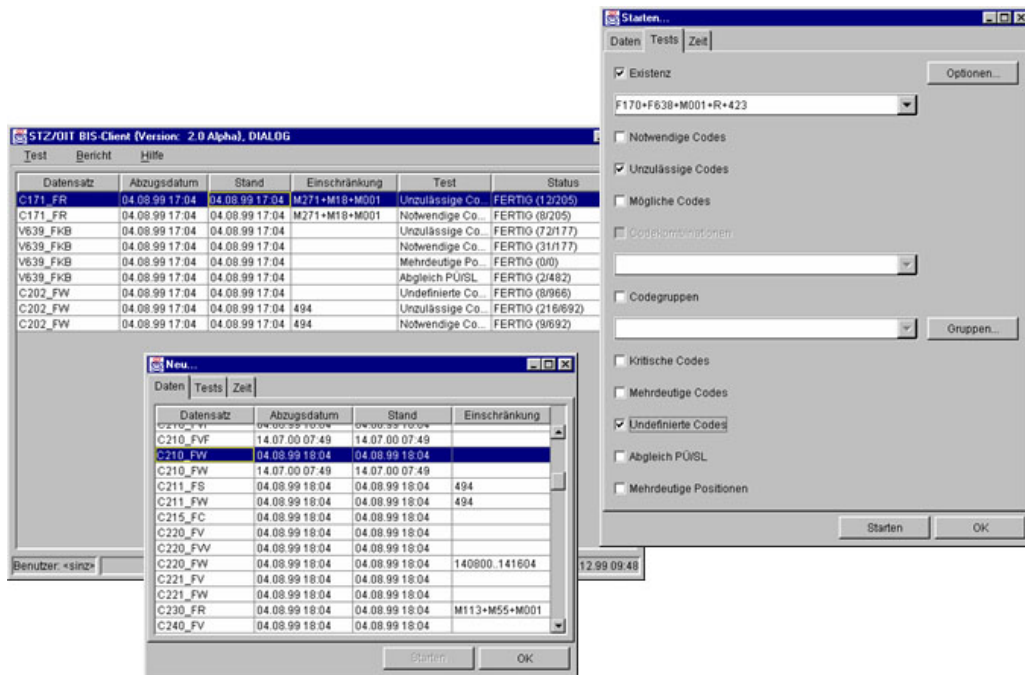 STZ/OIT BIS-Client (Version: 2.0 Alpha), DIALOG
Test Bericht Hilfe
Datensatz Abzugsdatum Stand Einschränkung Test Status
C171_FR 04.08.99 17:04 04.08.99 17:04 M271+M18+M001 Unzulässige Co... FERTIG (12/205)
C171_FR 04.08.99 17:04 04.08.99 17:04 M271+M18+M001 Notwendige Co... FERTIG (8/205)
V639_FKB 04.08.99 17:04 04.08.99 17:04 Unzulässige Co... FERTIG (72/177)
V639_FKB 04.08.99 17:04 04.08.99 17:04 Notwendige Co... FERTIG (31/177)
V639_FKB 04.08.99 17:04 04.08.99 17:04 Mehrdeutige Po... FERTIG (0/0)
V639_FKB 04.08.99 17:04 04.08.99 17:04 Abgleich PÜ/SL FERTIG (2/482)
C202_FW 04.08.99 17:04 04.08.99 17:04 Undefinierte Co... FERTIG (8/966)
C202_FW 04.08.99 17:04 04.08.99 17:04 494 Unzulässige Co... FERTIG (216/692)
C202_FW 04.08.99 17:04 04.08.99 17:04 494 Notwendige Co... FERTIG (9/692)
Benutzer: <sinz>
12.99 09:48
Neu...
Daten Tests Zeit
Datensatz Abzugsdatum Stand Einschränkung
C210_FVF 14.07.00 07:49 14.07.00 07:49
C210_FW 04.08.99 18:04 04.08.99 18:04
C210_FW 14.07.00 07:49 14.07.00 07:49
C211_FS 04.08.99 18:04 04.08.99 18:04 494
C211_FW 04.08.99 18:04 04.08.99 18:04 494
C215_FC 04.08.99 18:04 04.08.99 18:04
C220_FV 04.08.99 18:04 04.08.99 18:04
C220_FVV 04.08.99 18:04 04.08.99 18:04
C220_FW 04.08.99 18:04 04.08.99 18:04 140800..141604
C221_FV 04.08.99 18:04 04.08.99 18:04
C221_FW 04.08.99 18:04 04.08.99 18:04
C230_FR 04.08.99 18:04 04.08.99 18:04 M113+M55+M001
C240_FV 04.08.99 18:04 04.08.99 18:04
Starten OK
Starten...
Daten Tests Zeit
Existenz Optionen...
F170+F638+M001+R+423
Notwendige Codes
Unzulässige Codes
Mögliche Codes
Codekombinationen
Codegruppen
Gruppen...
Kritische Codes
Mehrdeutige Codes
Undefinierte Codes
Abgleich PÜ/SL
Mehrdeutige Positionen
Starten OK